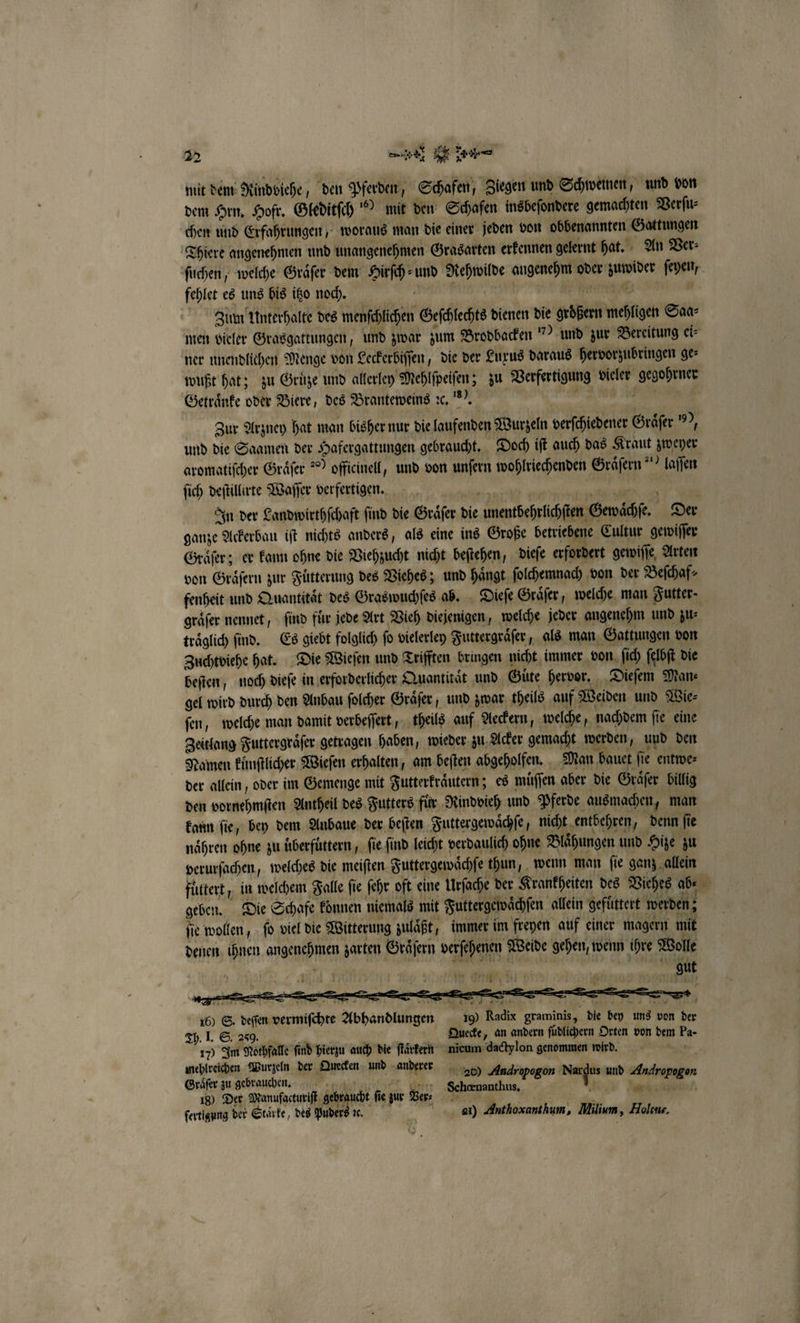 22
mit dem Rindviehe, den Pferden, Schafen, Ziegen und Schweinen, und von
dem Hrn. Hofr. Gleditsch ¹⁶⁾ mit den Schafen insbesondere gemachten Versu-
chen und Erfahrungen, woraus man die einer jeden von obbenannten Gattungen
Thiere angenehmen und unangenehmen Grasarten erkennen gelernt hat. An Ver-
suchen, welche Gräser dem Hirsch- und Rehwilde angenehm oder zuwider seyen,
fehlet es uns bis itzo noch.
Zum Unterhalte des menschlichen Geschlechts dienen die größern mehligen Saa-
men vieler Grasgattungen, und zwar zum Brodbacken ¹⁷⁾ und zur Bereitung ei-
ner unendlichen Menge von Leckerbissen, die der Luxus daraus hervorzubringen ge-
wußt hat; zu Grütze und allerley Mehlspeisen; zu Verfertigung vieler gegohrner
Getränke oder Biere, des Branteweins ꝛc. ¹⁸⁾.
Zur Arzney hat man bisher nur die laufenden Wurzeln verschiedener Gräser ¹⁹⁾,
und die Saamen der Hafergattungen gebraucht. Doch ist auch das Kraut zweyer
aromatischer Gräser ²⁰⁾ officinell, und von unsern wohlriechenden Gräsern ²¹⁾ lassen
sich destillirte Wasser verfertigen.
In der Landwirthschaft sind die Gräser die unentbehrlichsten Gewächse. Der
ganze Ackerbau ist nichts anders, als eine ins Große betriebene Cultur gewisser
Gräser; er kann ohne die Viehzucht nicht bestehen, diese erfordert gewisse Arten
von Gräsern zur Fütterung des Viehes; und hängt solchemnach von der Beschaf-
fenheit und Quantität des Graswuchses ab. Diese Gräser, welche man Futter-
gräser nennet, sind für jede Art Vieh diejenigen, welche jeder angenehm und zu-
träglich sind. Es giebt folglich so vielerley Futtergräser, als man Gattungen von
Zuchtviehe hat. Die Wiesen und Trifften bringen nicht immer von sich selbst die
besten, noch diese in erforderlicher Quantität und Güte hervor. Diesem Man-
gel wird durch den Anbau solcher Gräser, und zwar theils auf Weiden und Wie-
sen, welche man damit verbessert, theils auf Aeckern, welche, nachdem sie eine
Zeitlang Futtergräser getragen haben, wieder zu Acker gemacht werden, und den
Namen künstlicher Wiesen erhalten, am besten abgeholfen. Man bauet sie entwe-
der allein, oder im Gemenge mit Futterkräutern; es müssen aber die Gräser billig
den vornehmsten Antheil des Futters für Rindvieh und Pferde ausmachen, man
kann sie, bey dem Anbaue der besten Futtergewächse, nicht entbehren, denn sie
nähren ohne zu überfüttern, sie sind leicht verdaulich ohne Blähungen und Hitze zu
verursachen, welches die meisten Futtergewächse thun, wenn man sie ganz allein
füttert, in welchem Falle sie sehr oft eine Ursache der Krankheiten des Viehes ab-
geben. Die Schafe können niemals mit Futtergewächsen allein gefüttert werden;
sie wollen, so viel die Witterung zuläßt, immer im freyen auf einer magern mit
denen ihnen angenehmen zarten Gräsern versehenen Weide gehen, wenn ihre Wolle
gut
16) S. dessen vermischte Abhandlungen
Th. I. S. 259.
17) Im Nothfalle sind hierzu auch die stärkern
mehlreichen Wurzeln der Quecken und anderer
Gräser zu gebrauchen.
18) Der Manufacturist gebraucht sie zur Ver-
fertigung der Stärke, des Puders ꝛc.
19) Radix graminis, die bey uns von der
Quecke, an andern südlichern Orten von dem Pa-
nicum dactylon genommen wird.
20) Andropogon Nardus und Andropogon
Schœnanthus.
21) Anthoxanthum, Milium, Holcus.